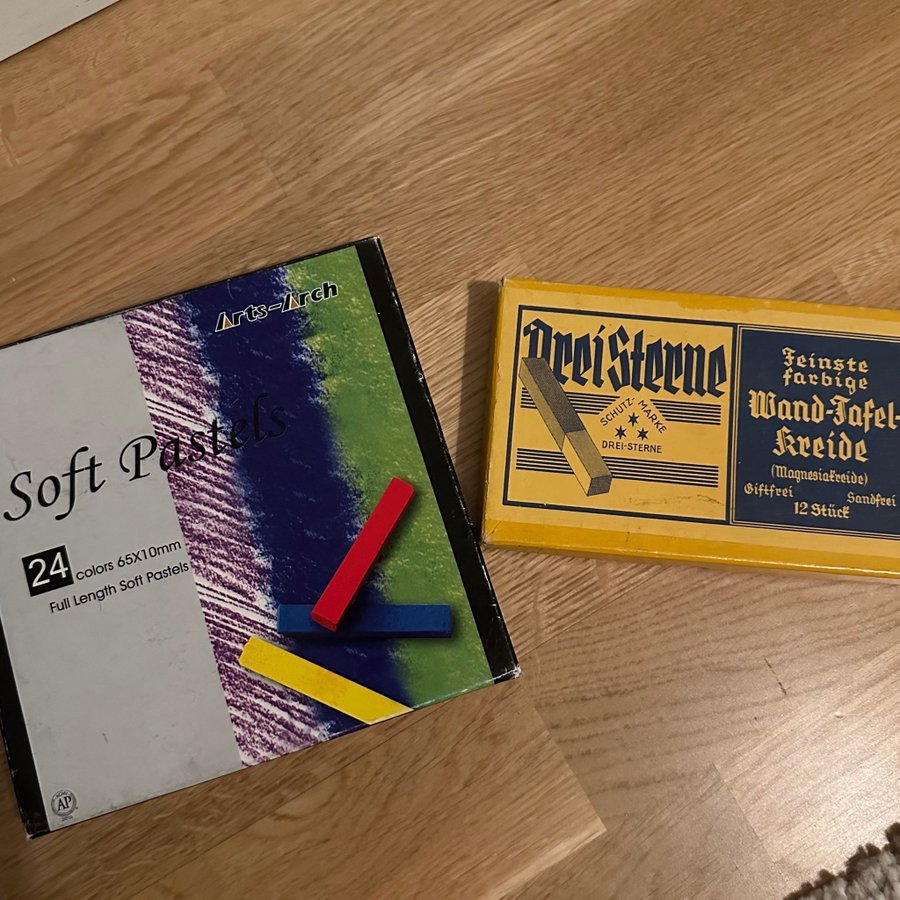 Arts-Arch
Soft Pastels
24 colors 65X10mm
Full Length Soft Pastels
AP
Drei Sterne
SCHUTZ-MARKE
DREI-STERNE
Feinste
farbige
Wand-Tafel-
Kreide
(Magnesiakreide)
Giftfrei Sandfrei
12 Stück